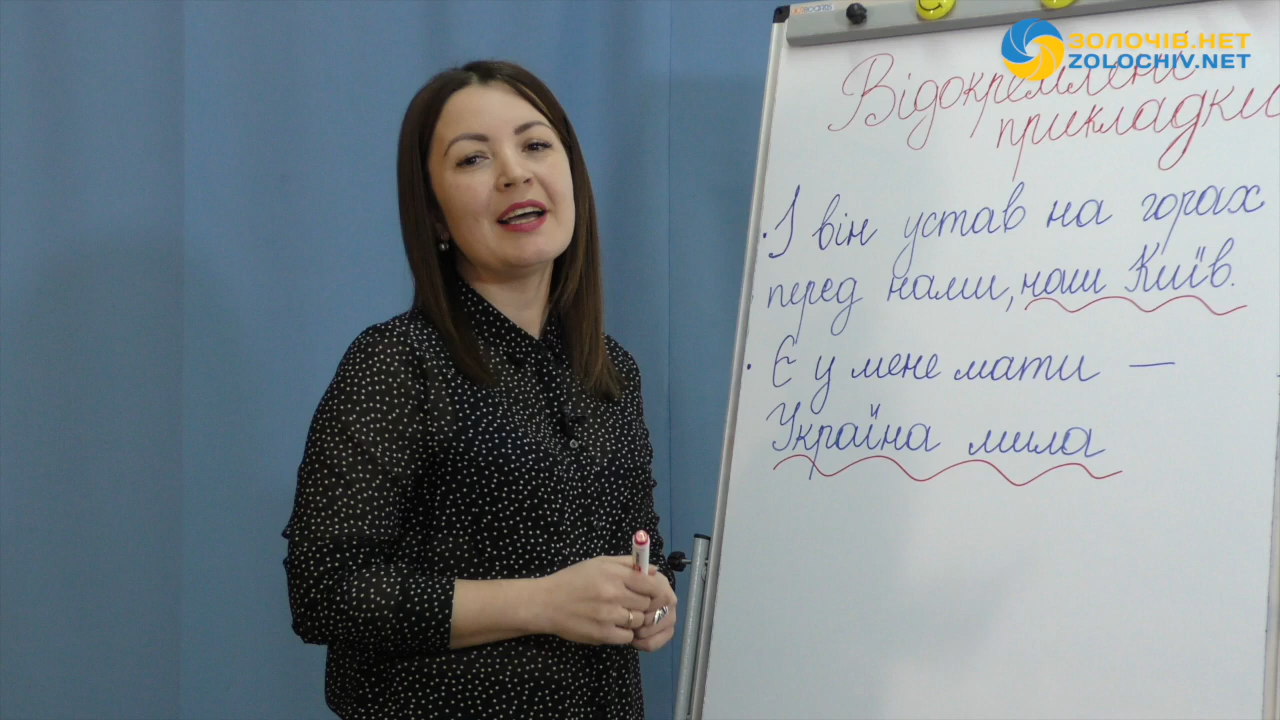 ЗОЛОЧІВ.НЕТ
ZOLOCHIV.NET
Відокремлені
прикладки
· І він устав на горах
перед нами, наш Київ.
· Є у мене мати —
Україна мила